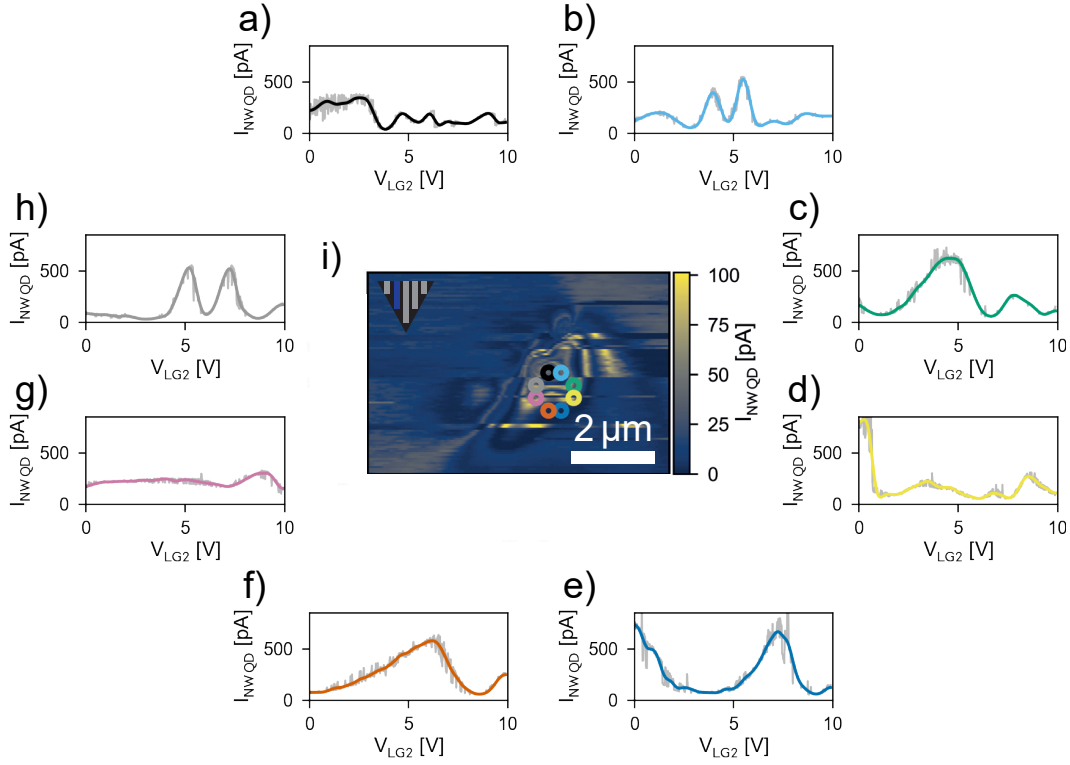 a)
I_NWQD [pA]
500
0
0 5 10
V_LG2 [V]
b)
I_NWQD [pA]
500
0
0 5 10
V_LG2 [V]
h)
I_NWQD [pA]
500
0
0 5 10
V_LG2 [V]
i)
2 µm
100
75
50
25
0
I_NWQD [pA]
c)
I_NWQD [pA]
500
0
0 5 10
V_LG2 [V]
g)
I_NWQD [pA]
500
0
0 5 10
V_LG2 [V]
d)
I_NWQD [pA]
500
0
0 5 10
V_LG2 [V]
f)
I_NWQD [pA]
500
0
0 5 10
V_LG2 [V]
e)
I_NWQD [pA]
500
0
0 5 10
V_LG2 [V]